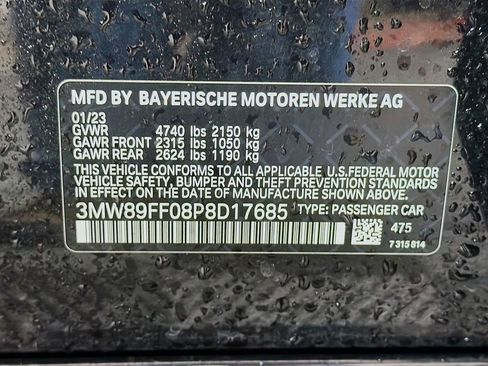 MFD BY BAYERISCHE MOTOREN WERKE AG
01/23
GVWR 4740 lbs 2150 kg
GAWR FRONT 2315 lbs 1050 kg
GAWR REAR 2624 lbs 1190 kg
THIS VEHICLE CONFORMS TO ALL APPLICABLE U.S.FEDERAL MOTOR
VEHICLE SAFETY, BUMPER AND THEFT PREVENTION STANDARDS
IN EFFECT ON THE DATE OF MANUFACTURE SHOWN ABOVE.
3MW89FF08P8D17685 TYPE: PASSENGER CAR
475
7315814